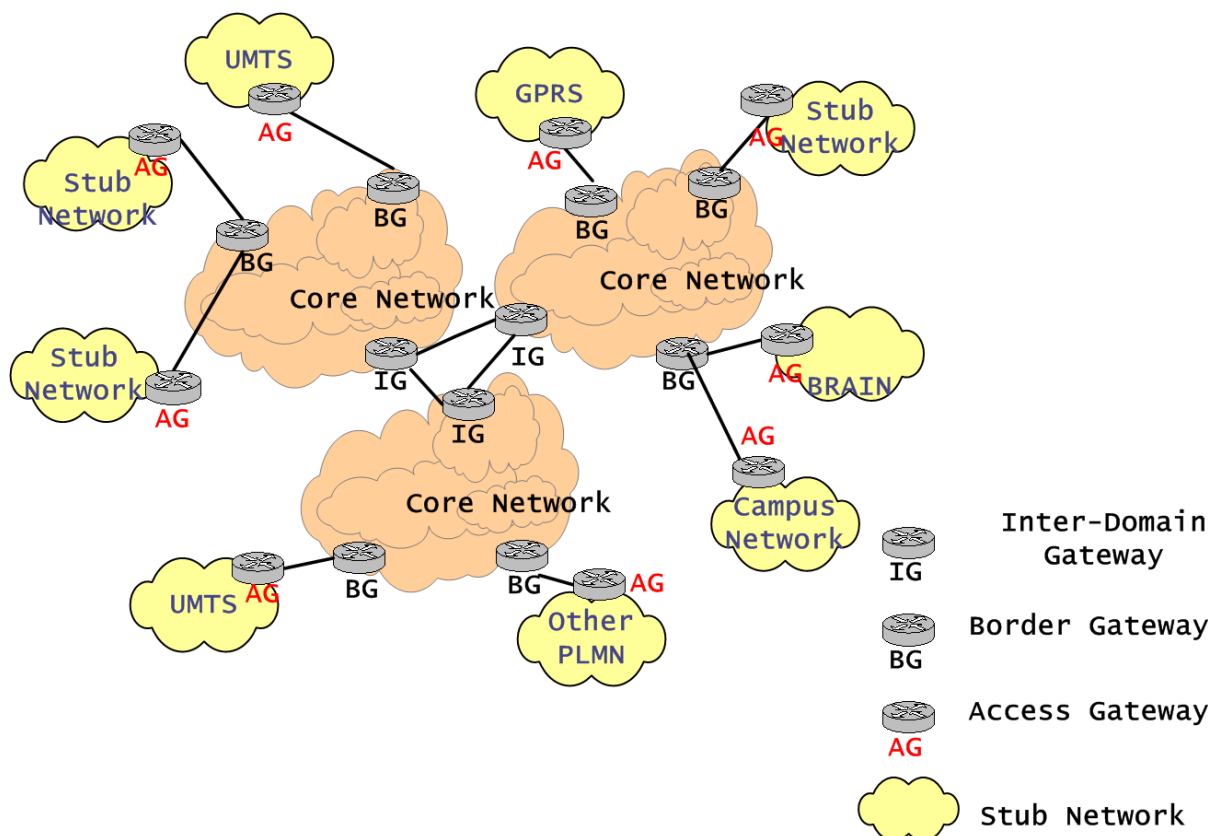 UMTS
AG
GPRS
AG
Stub
Network
AG
Stub
Network
AG
BG
BG
BG
BG
Core Network
Core Network
Stub
Network
AG
IG
IG
IG
BG
AG
BRAIN
Core Network
AG
Campus
Network
UMTS
AG
BG
BG
AG
Other
PLMN
Inter-Domain
Gateway
IG
Border Gateway
BG
Access Gateway
AG
Stub Network